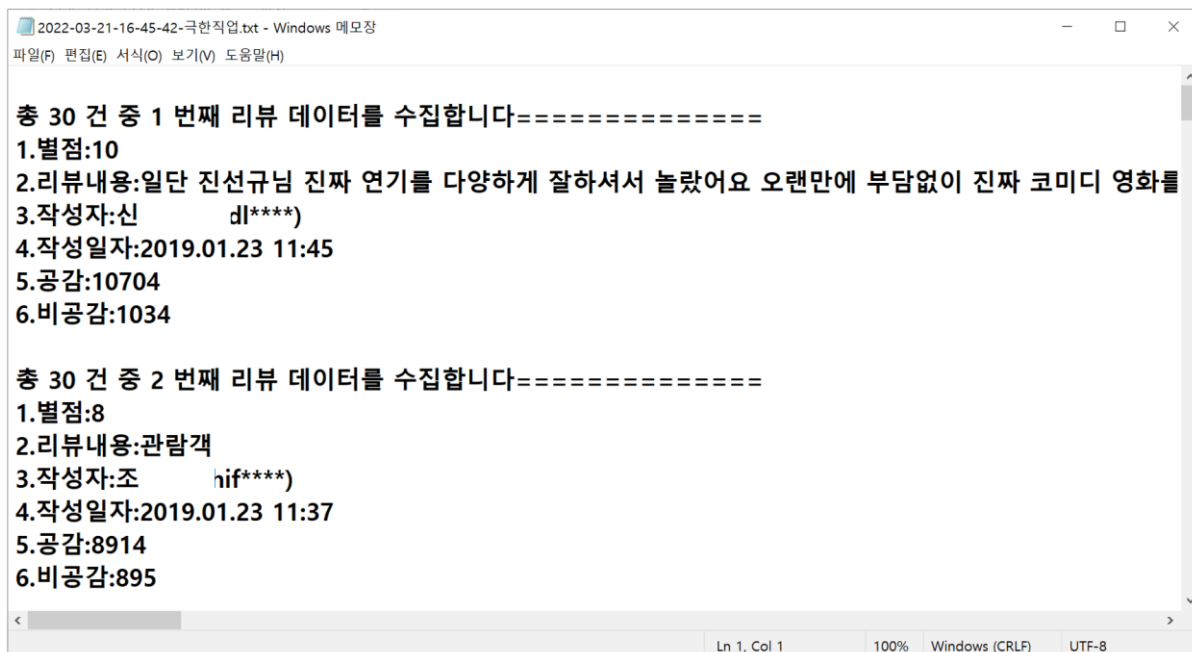 2022-03-21-16-45-42-극한직업.txt - Windows 메모장
파일(F) 편집(E) 서식(O) 보기(V) 도움말(H)
총 30 건 중 1 번째 리뷰 데이터를 수집합니다==============
1.별점:10
2.리뷰내용:일단 진선규님 진짜 연기를 다양하게 잘하셔서 놀랐어요 오랜만에 부담없이 진짜 코미디 영화를
3.작성자:신 dl****)
4.작성일자:2019.01.23 11:45
5.공감:10704
6.비공감:1034
총 30 건 중 2 번째 리뷰 데이터를 수집합니다==============
1.별점:8
2.리뷰내용:관람객
3.작성자:조 hif****)
4.작성일자:2019.01.23 11:37
5.공감:8914
6.비공감:895
Ln 1, Col 1 100% Windows (CRLF) UTF-8